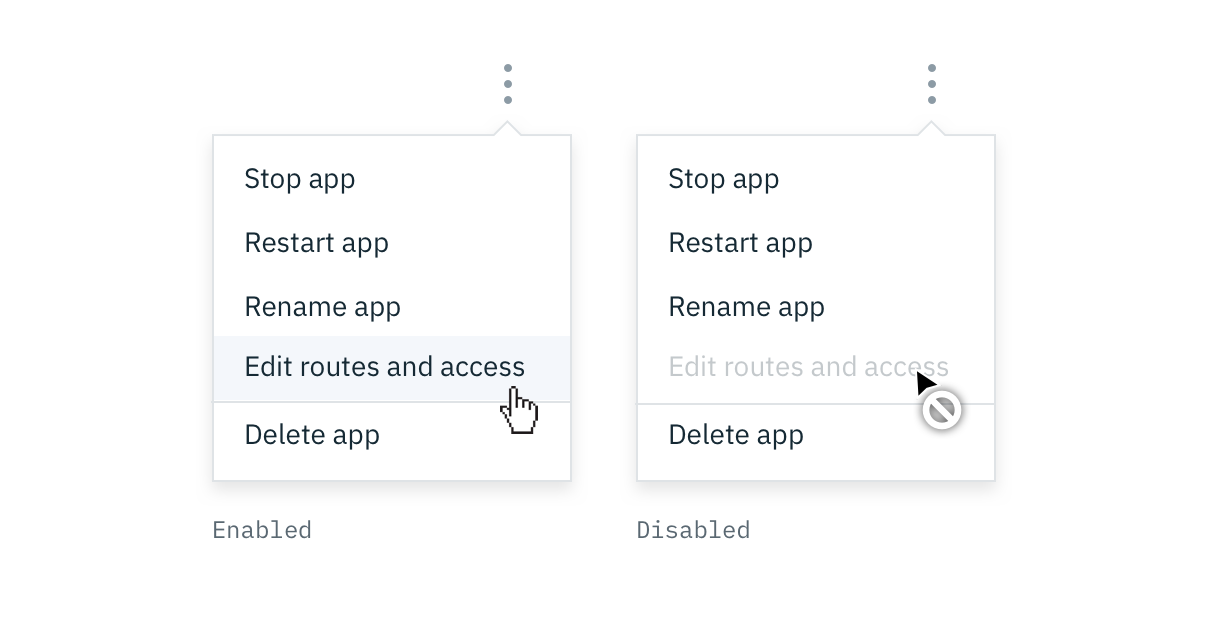 Stop app
Restart app
Rename app
Edit routes and access
Delete app
Enabled
Stop app
Restart app
Rename app
Edit routes and access
Delete app
Disabled